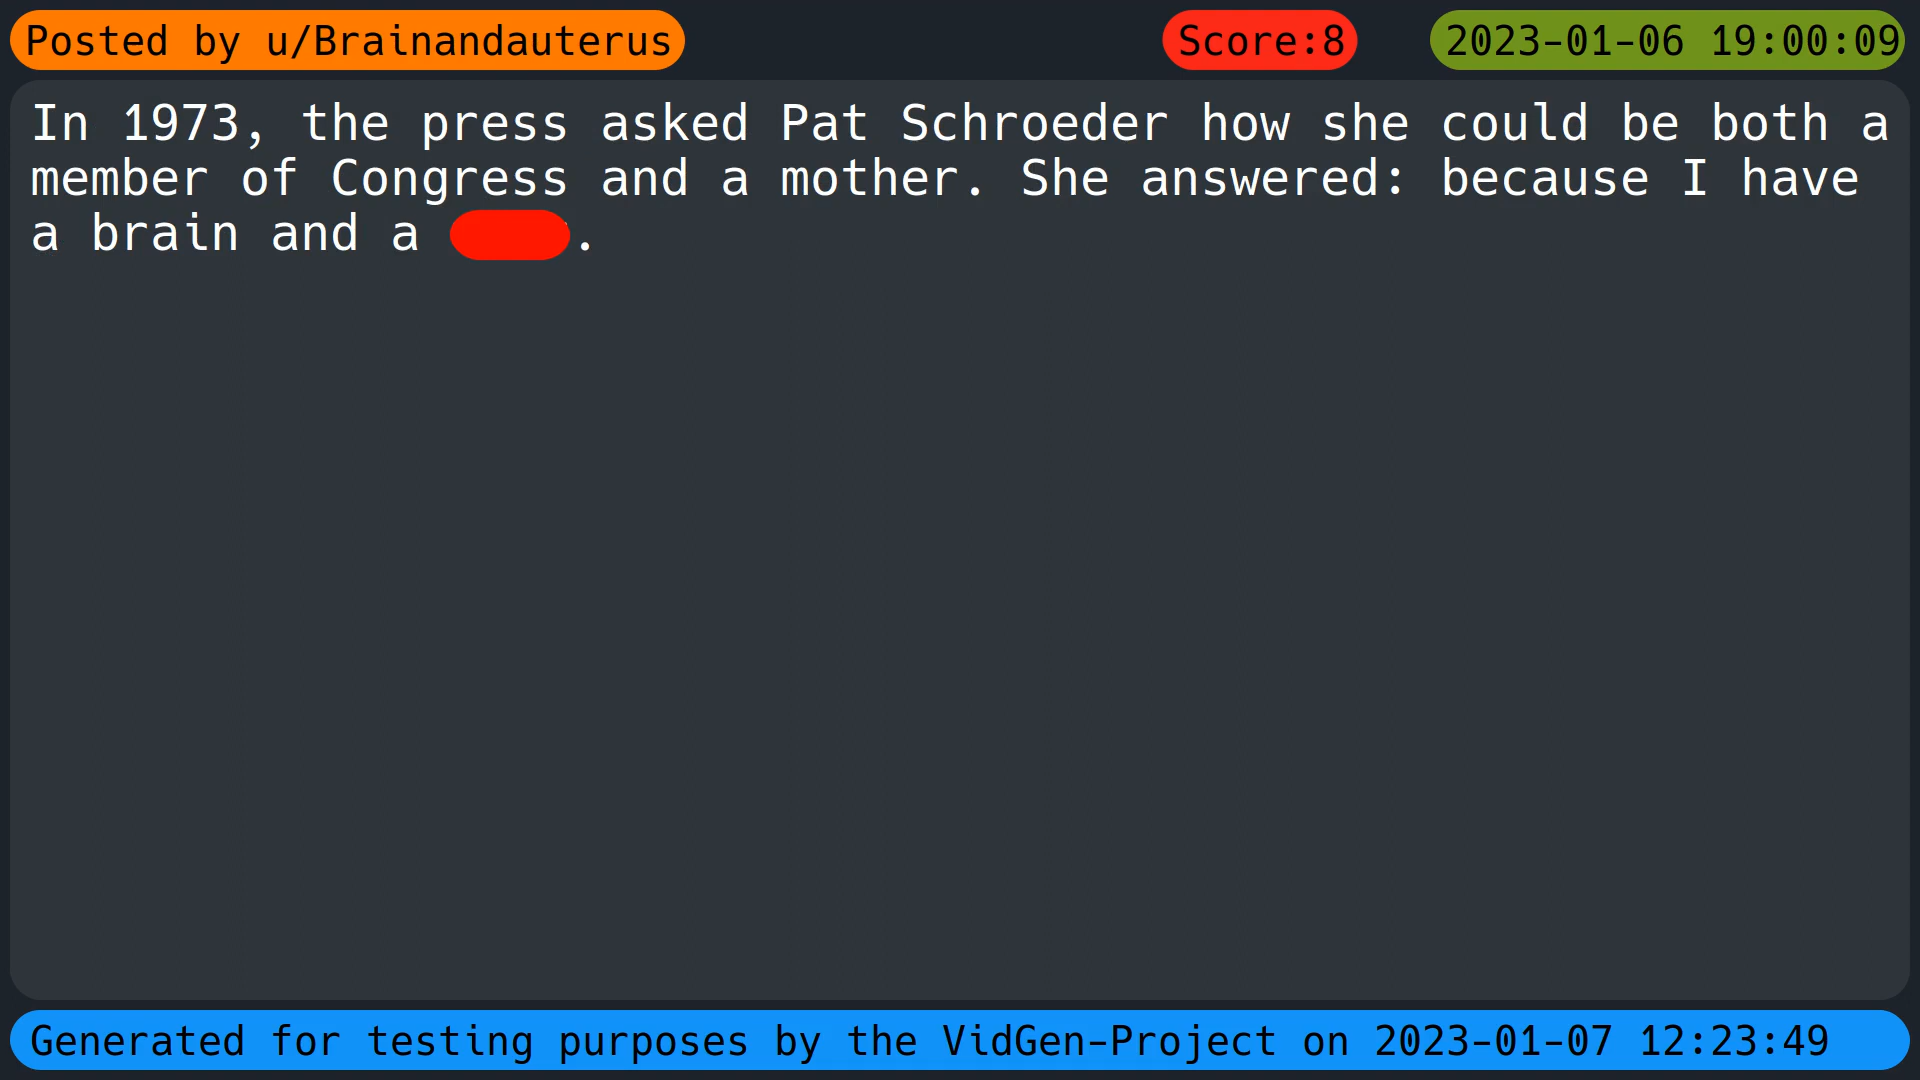 Posted by u/Brainandauterus
Score:8
2023-01-06 19:00:09
In 1973, the press asked Pat Schroeder how she could be both a
member of Congress and a mother. She answered: because I have
a brain and a .
Generated for testing purposes by the VidGen-Project on 2023-01-07 12:23:49